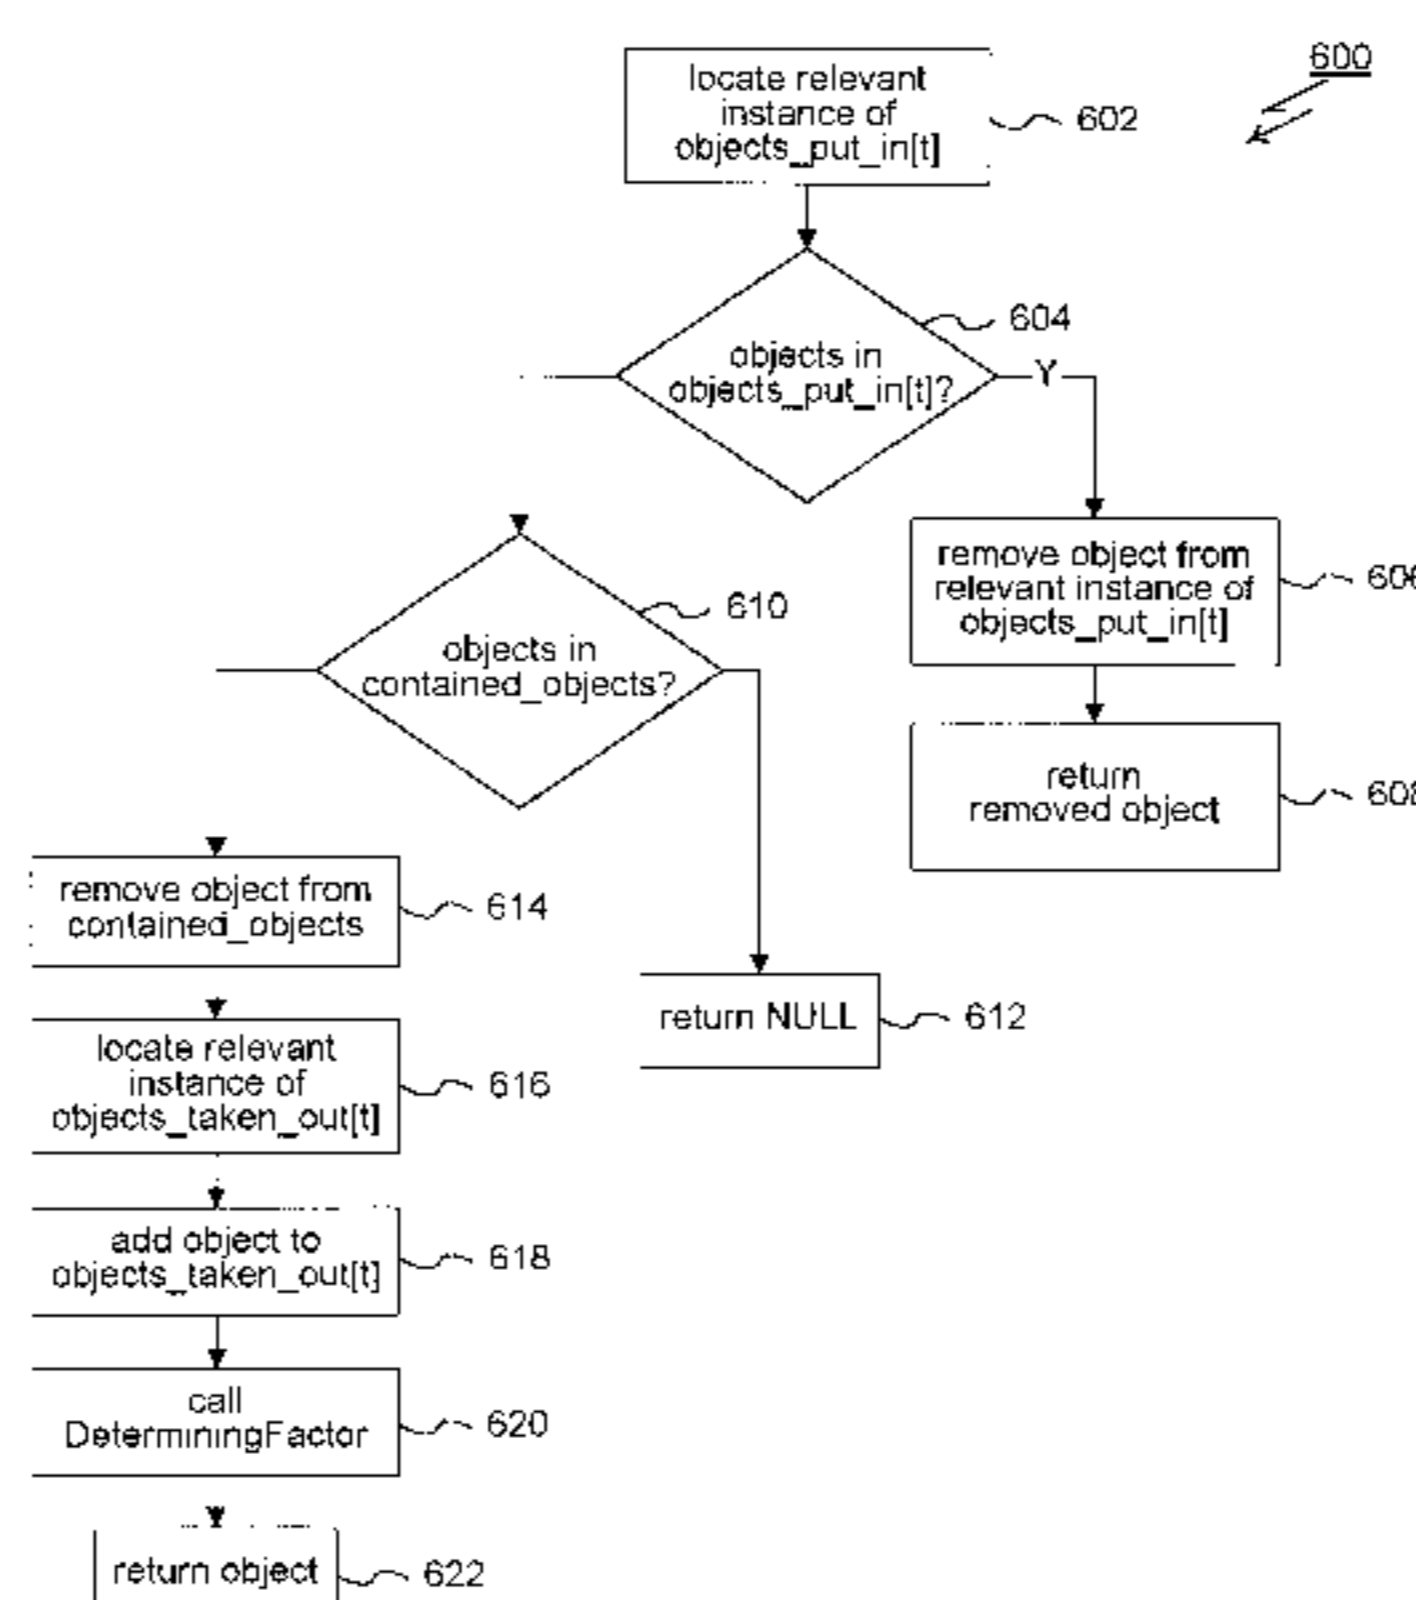 600
locate relevant
instance of
objects_put_in[t]
602
604
objects in
objects_put_in[t]?
Y
remove object from
relevant instance of
objects_put_in[t]
610
objects in
contained_objects?
return
removed object
remove object from
contained_objects
614
return NULL
612
locate relevant
instance of
objects_taken_out[t]
616
add object to
objects_taken_out[t]
618
call
DeterminingFactor
620
return object
622